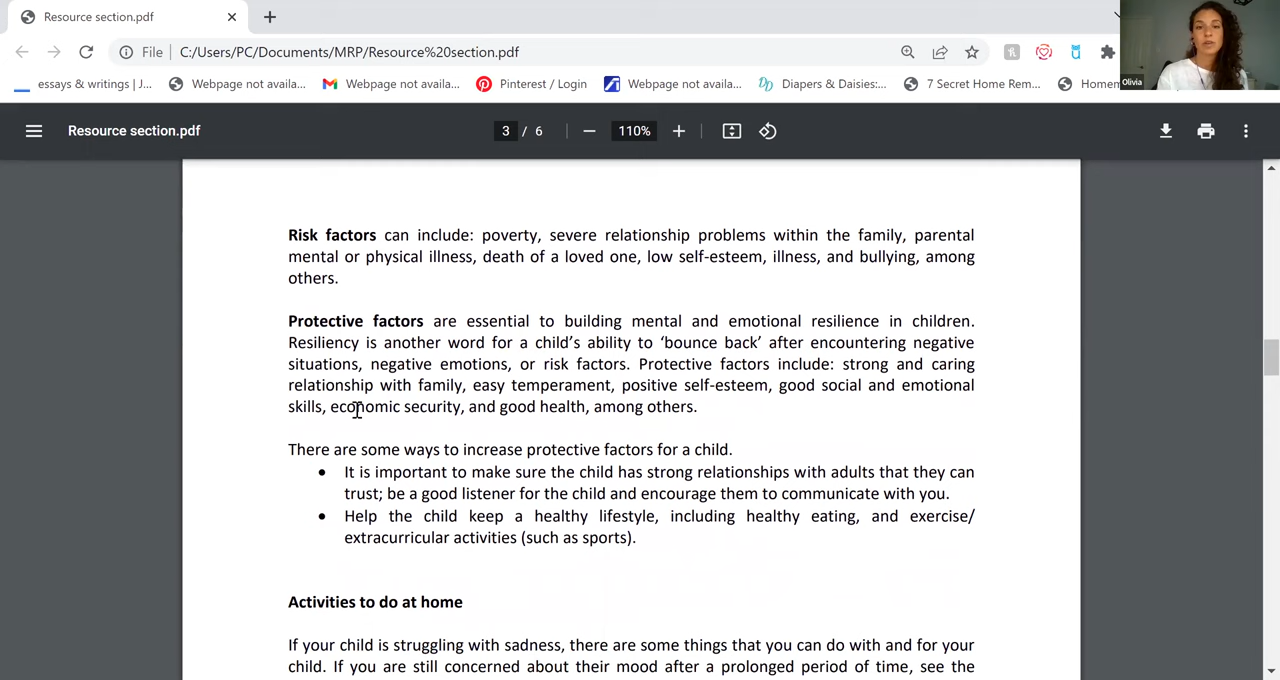 Resource section.pdf
File C:/Users/PC/Documents/MRP/Resource%20section.pdf
Olivia
essays & writings | J... Webpage not availa... Webpage not availa... Pinterest / Login Webpage not availa... Diapers & Daisies:... 7 Secret Home Rem... Homem
Resource section.pdf 3 / 6 110%
Risk factors can include: poverty, severe relationship problems within the family, parental
mental or physical illness, death of a loved one, low self-esteem, illness, and bullying, among
others.
Protective factors are essential to building mental and emotional resilience in children.
Resiliency is another word for a child’s ability to ‘bounce back’ after encountering negative
situations, negative emotions, or risk factors. Protective factors include: strong and caring
relationship with family, easy temperament, positive self-esteem, good social and emotional
skills, economic security, and good health, among others.
There are some ways to increase protective factors for a child.
• It is important to make sure the child has strong relationships with adults that they can
trust; be a good listener for the child and encourage them to communicate with you.
• Help the child keep a healthy lifestyle, including healthy eating, and exercise/
extracurricular activities (such as sports).
Activities to do at home
If your child is struggling with sadness, there are some things that you can do with and for your
child. If you are still concerned about their mood after a prolonged period of time, see the